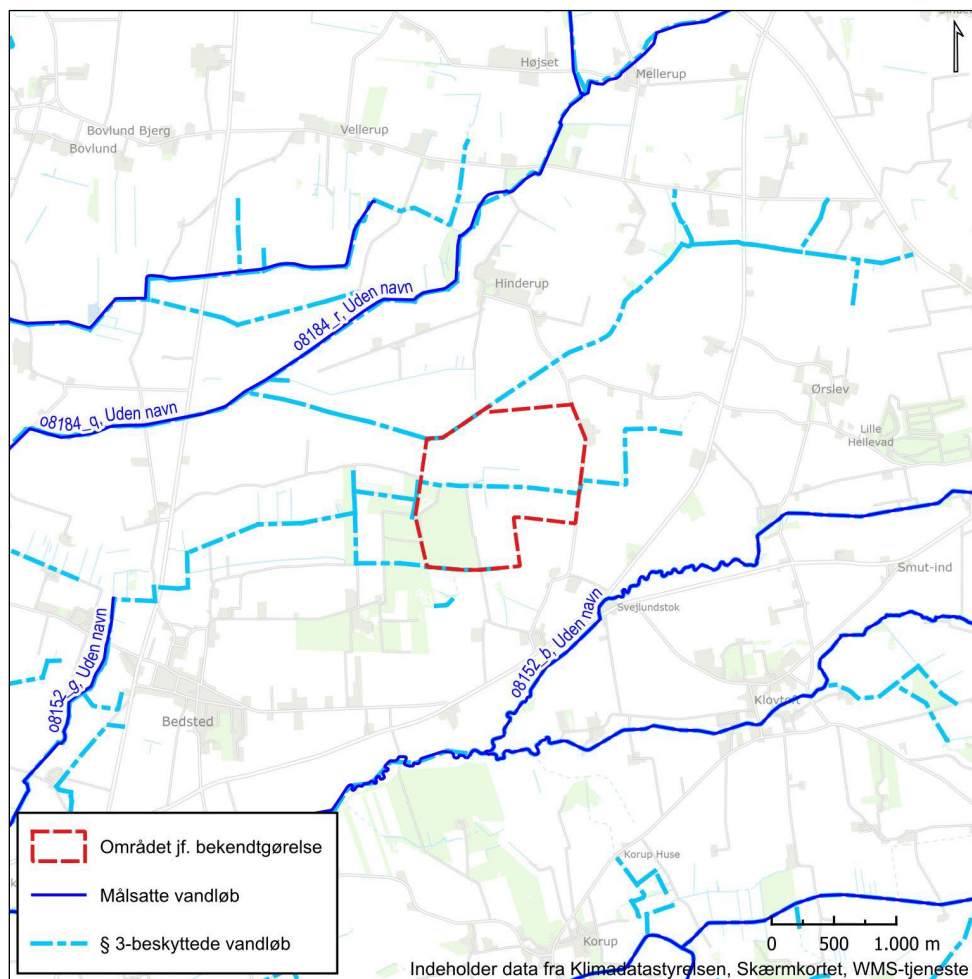 Højset
Mellerup
Bovlund Bjerg
Bovlund
Vellerup
Hinderup
o8184_r, Uden navn
o8184_q, Uden navn
Ørslev
Lille
Hellevad
Smut-ind
Svejlundstok
o8152_b, Uden navn
o8152_g, Uden navn
Bedsted
Klovtoft
Området jf. bekendtgørelse
Målsatte vandløb
§ 3-beskyttede vandløb
Korup Huse
Korup
0 500 1.000 m
Indeholder data fra Klimadatastyrelsen, Skærmkortet, WMS-tjeneste